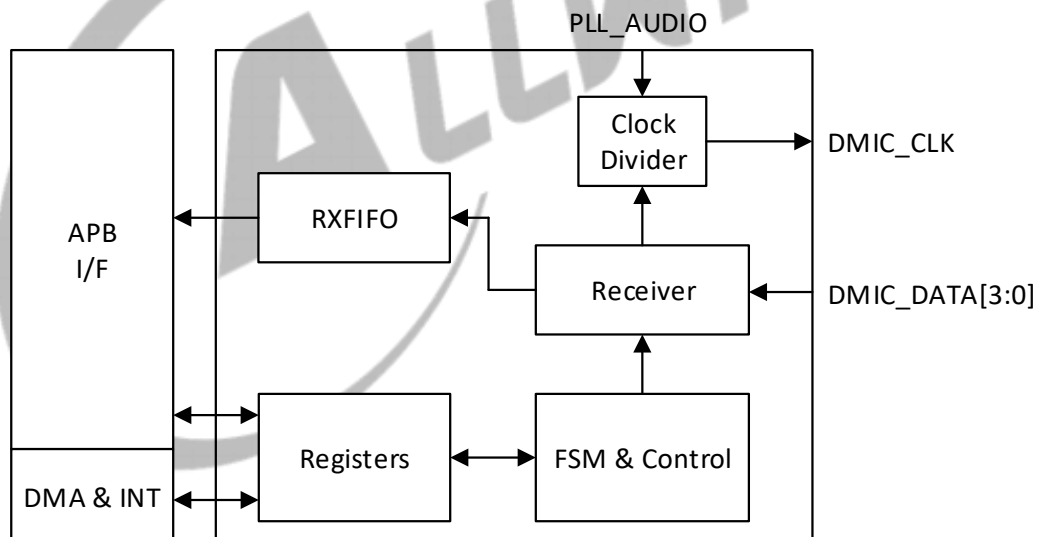 PLL_AUDIO
Clock
Divider
DMIC_CLK
RXFIFO
APB
I/F
Receiver
DMIC_DATA[3:0]
Registers
FSM & Control
DMA & INT